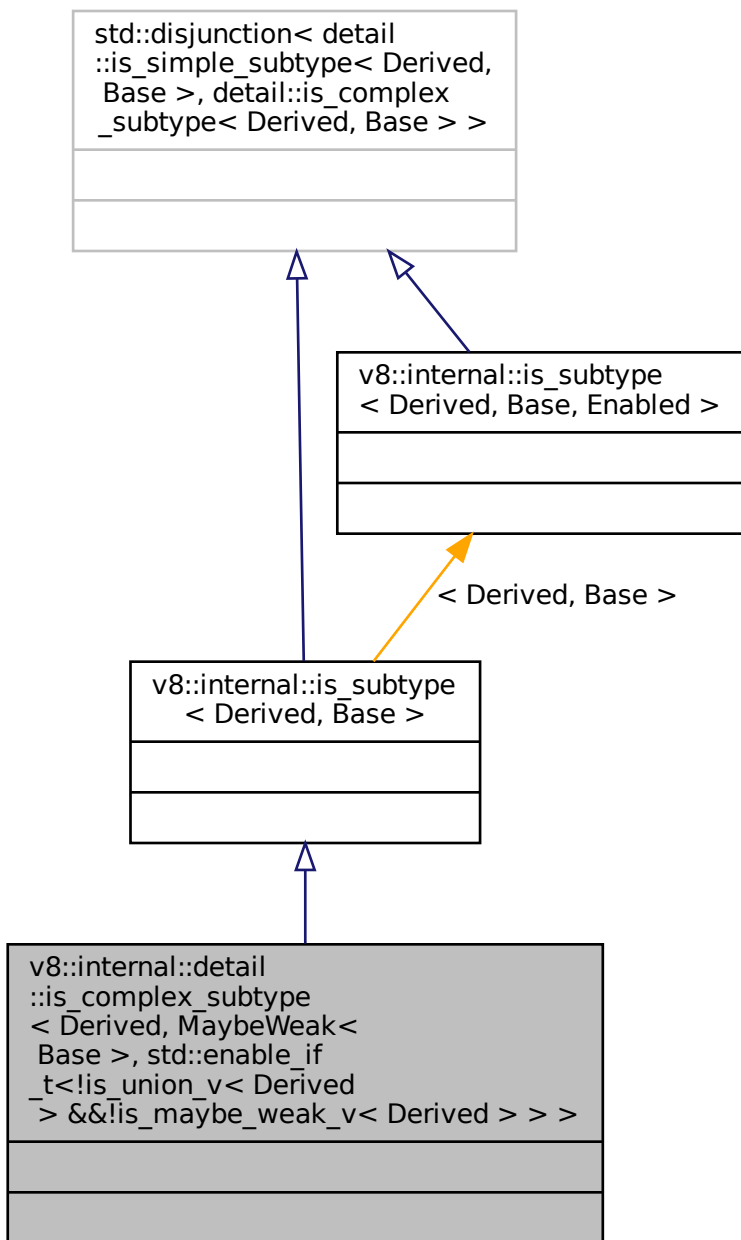 std::disjunction< detail
::is_simple_subtype< Derived,
 Base >, detail::is_complex
_subtype< Derived, Base > >
v8::internal::is_subtype
< Derived, Base, Enabled >
< Derived, Base >
v8::internal::is_subtype
< Derived, Base >
v8::internal::detail
::is_complex_subtype
< Derived, MaybeWeak<
 Base >, std::enable_if
_t<!is_union_v< Derived
 > &&!is_maybe_weak_v< Derived > > >